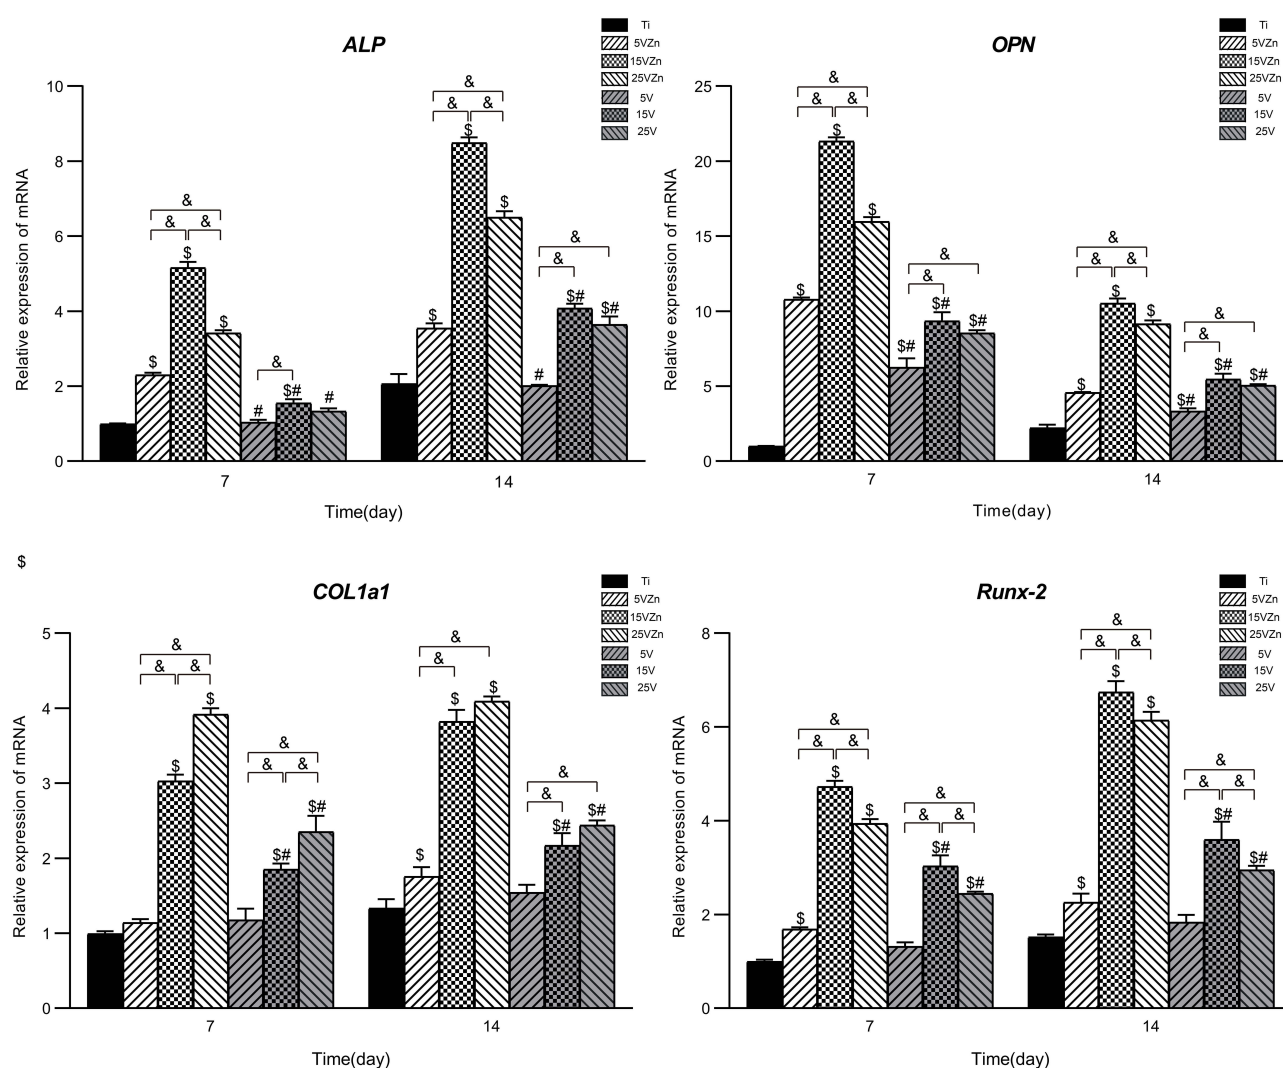 ALP
Ti
5VZn
15VZn
25VZn
5V
15V
25V
Relative expression of mRNA
10
8
6
4
2
0
&
& &
$ $ $
&
# $# #
&
& &
$ $ $
&
&
# $# $#
7 14
Time(day)
OPN
Ti
5VZn
15VZn
25VZn
5V
15V
25V
Relative expression of mRNA
25
20
15
10
5
0
&
& &
$ $ $
&
&
$# $# $#
&
& &
$ $ $
&
&
$# $# $#
7 14
Time(day)
$
COL1a1
Ti
5VZn
15VZn
25VZn
5V
15V
25V
Relative expression of mRNA
5
4
3
2
1
0
&
& &
$ $
&
& &
$# $#
&
&
$ $ $
&
&
$# $#
7 14
Time(day)
Runx-2
Ti
5VZn
15VZn
25VZn
5V
15V
25V
Relative expression of mRNA
8
6
4
2
0
&
& &
$ $ $
&
& &
$# $#
&
& &
$ $ $
&
& &
$# $#
7 14
Time(day)